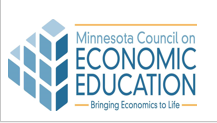 Minnesota Council on
ECONOMIC
EDUCATION
Bringing Economics to Life